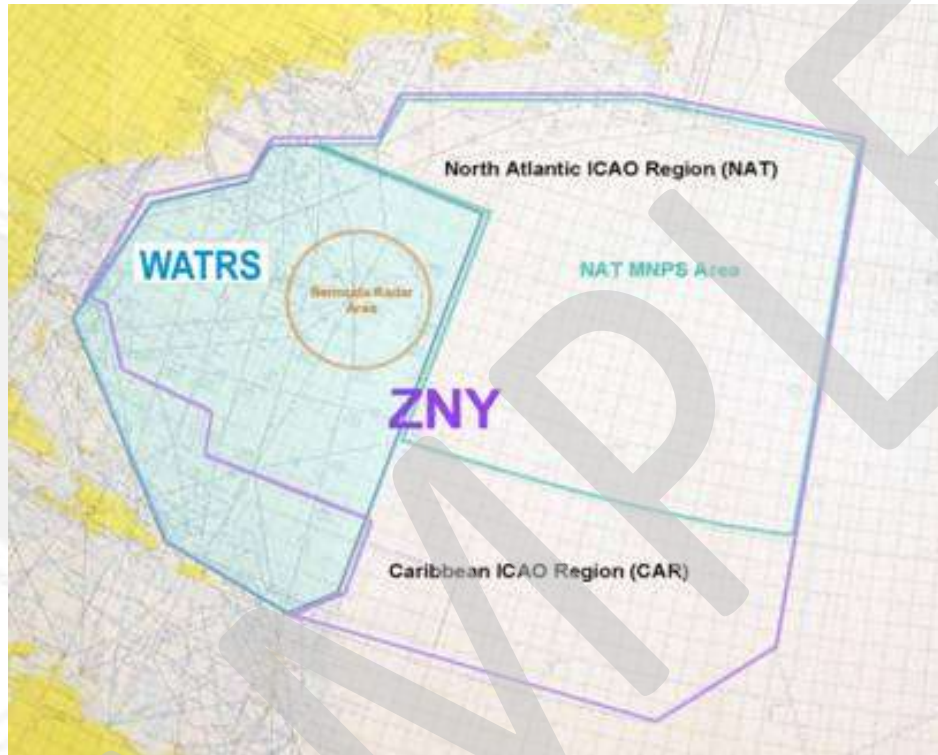 North Atlantic ICAO Region (NAT)
WATRS
NAT MNPS Area
Bermuda Radar
Area
ZNY
Caribbean ICAO Region (CAR)